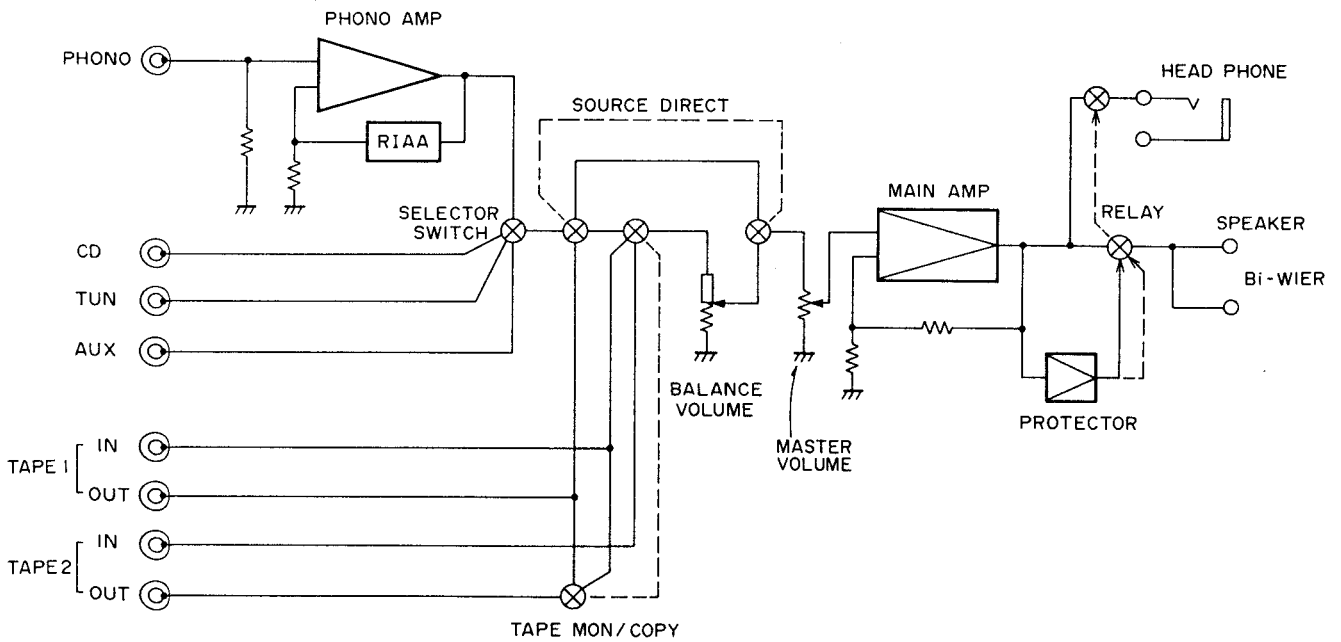 PHONO AMP
PHONO
RIAA
SOURCE DIRECT
HEAD PHONE
SELECTOR
SWITCH
MAIN AMP
RELAY
SPEAKER
Bi-WIER
CD
TUN
AUX
BALANCE
VOLUME
MASTER
VOLUME
PROTECTOR
TAPE 1
IN
OUT
TAPE 2
IN
OUT
TAPE MON/COPY